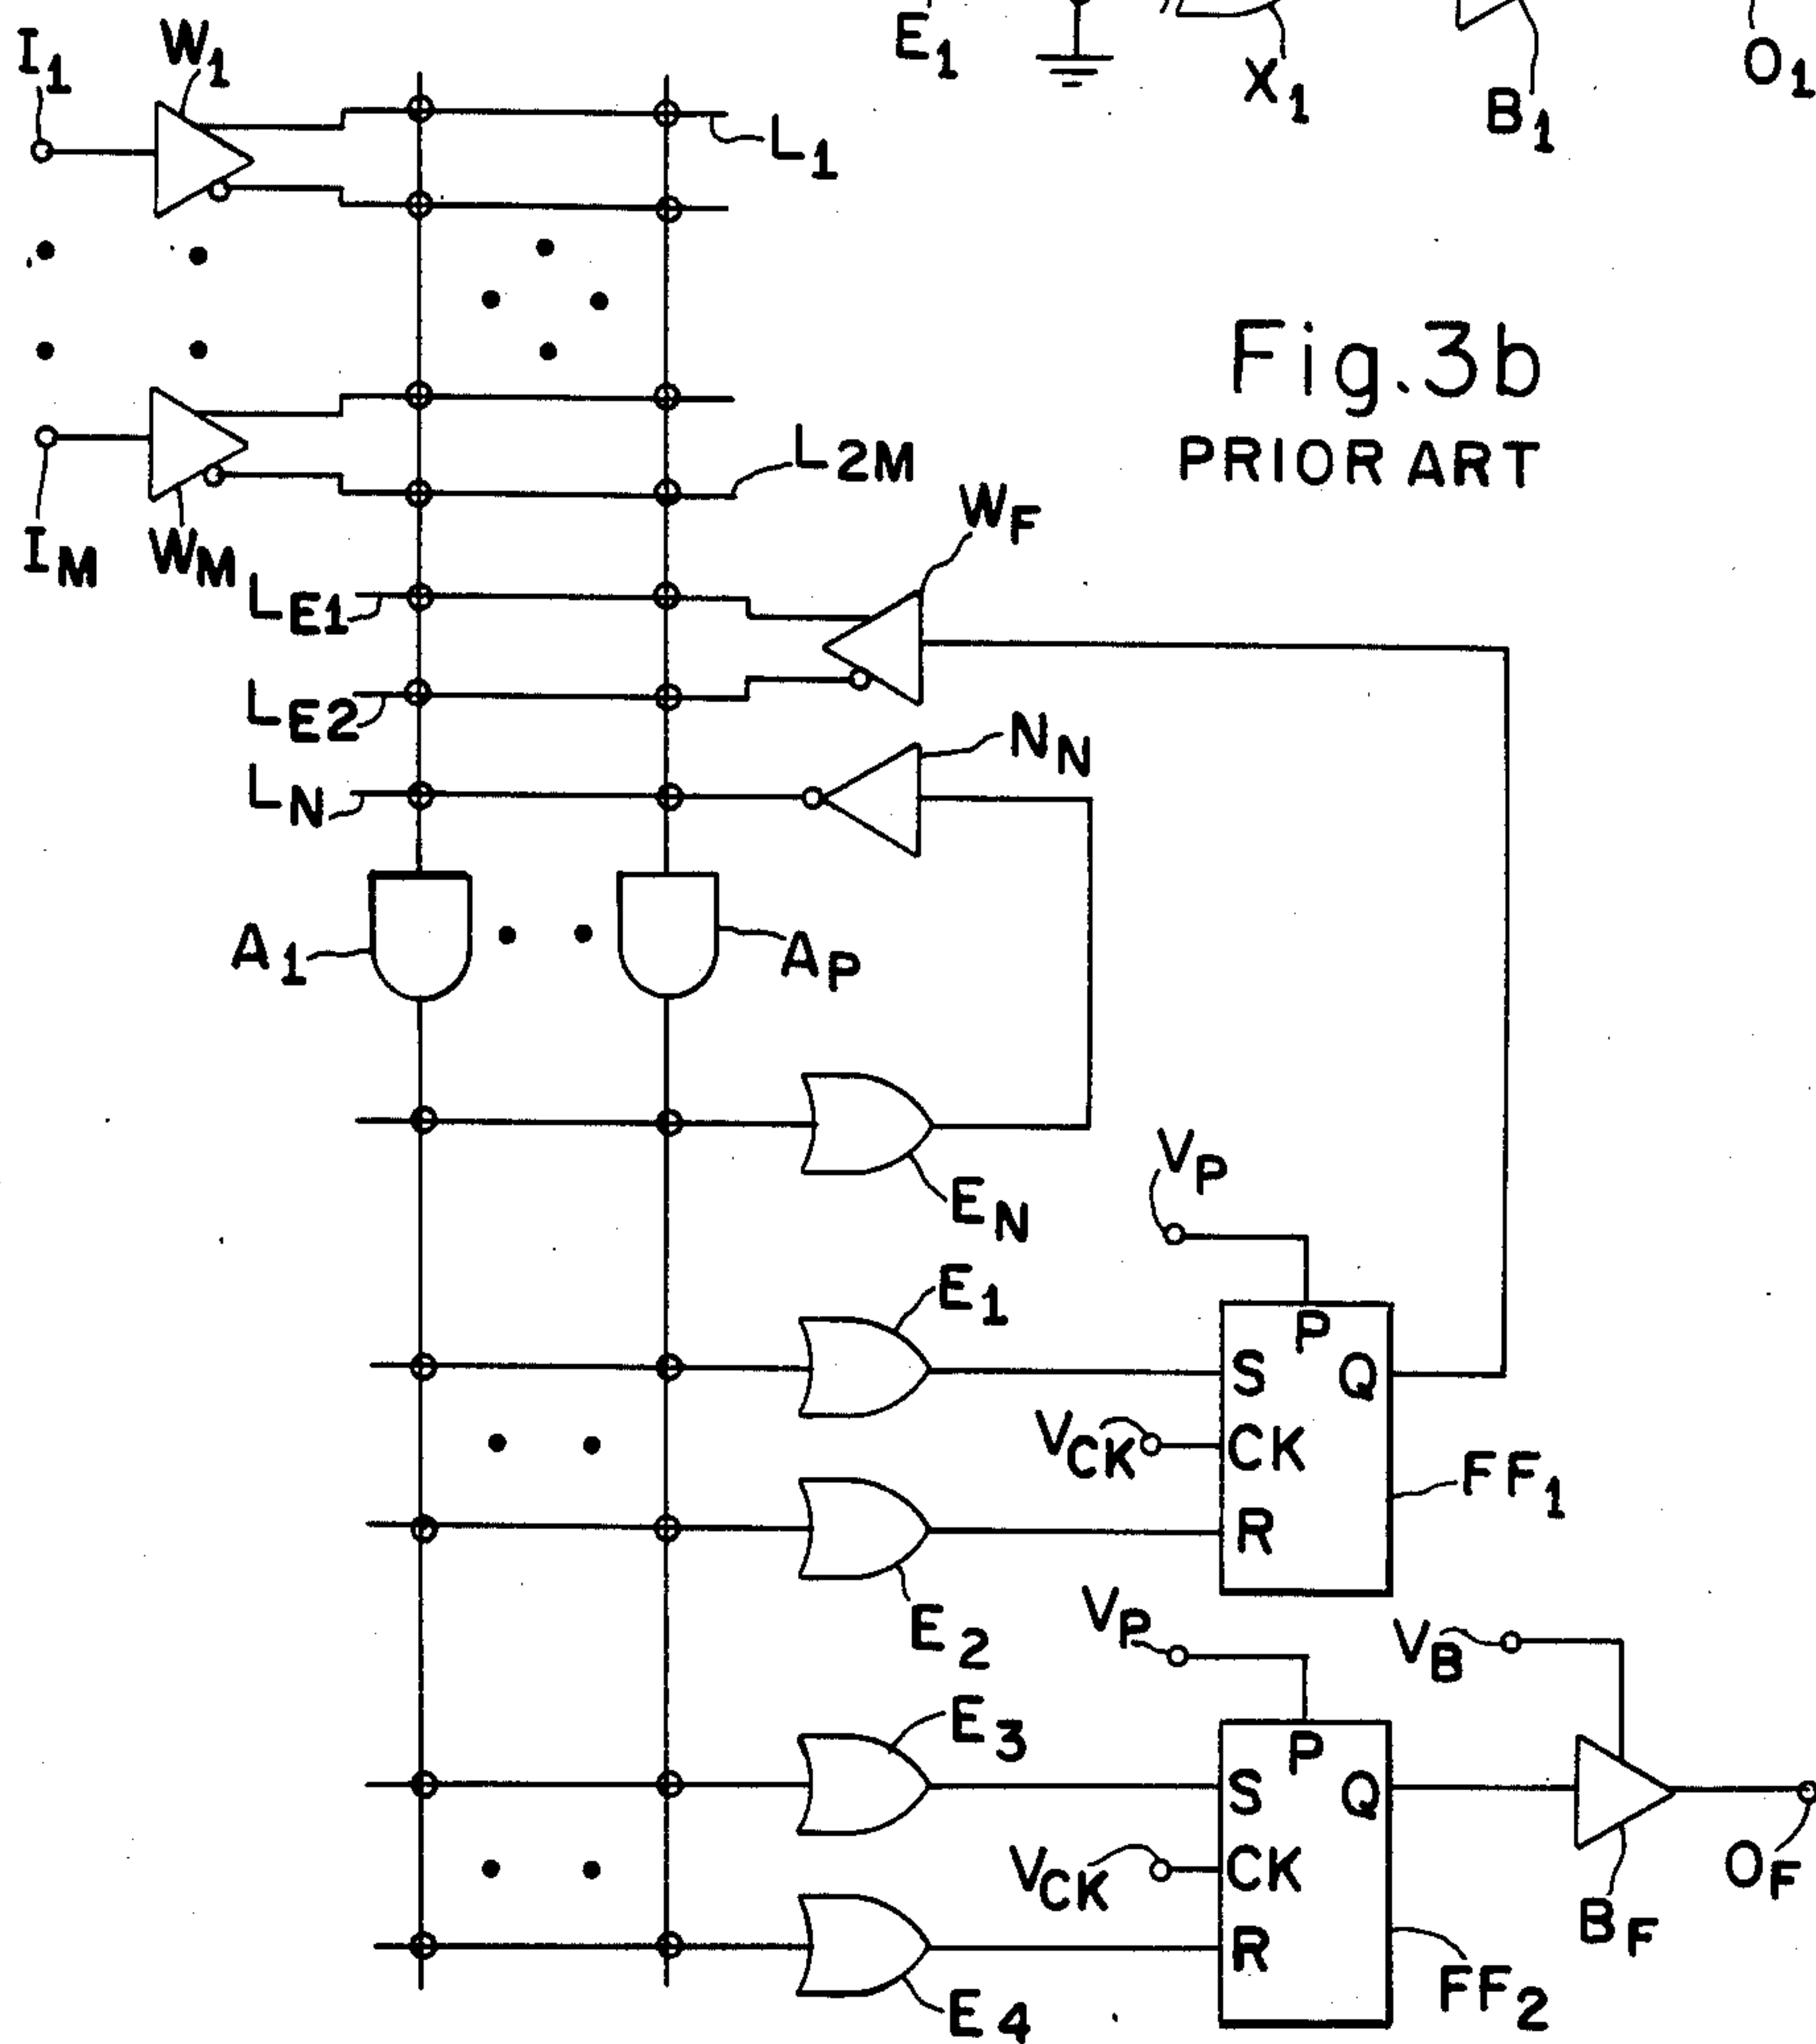 E1 X1 B1 O1
I1 W1
L1
Fig.3b
PRIOR ART
L2M
IM WM
WF
LE1
LE2
NN
LN
A1 AP
EN
VP
E1
P
S Q
VCK CK
FF1
R
E2
VP
VB
E3
P
S Q
VCK CK
OF
BF
R
FF2
E4